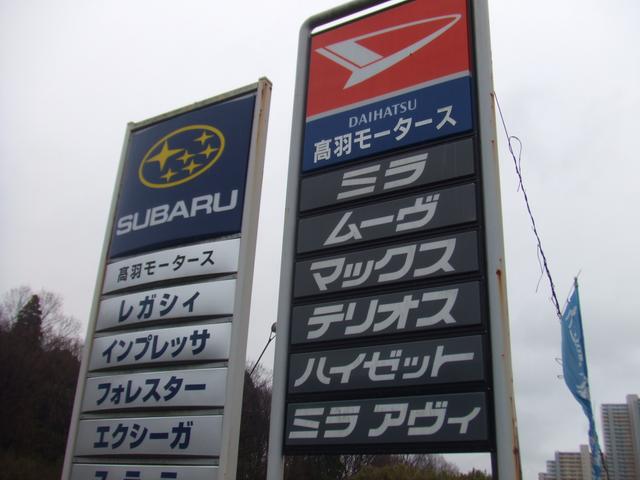 SUBARU
髙羽モータース
レガシィ
インプレッサ
フォレスター
エクシーガ
DAIHATSU
髙羽モータース
ミラ
ムーヴ
マックス
テリオス
ハイゼット
ミラ アヴィ